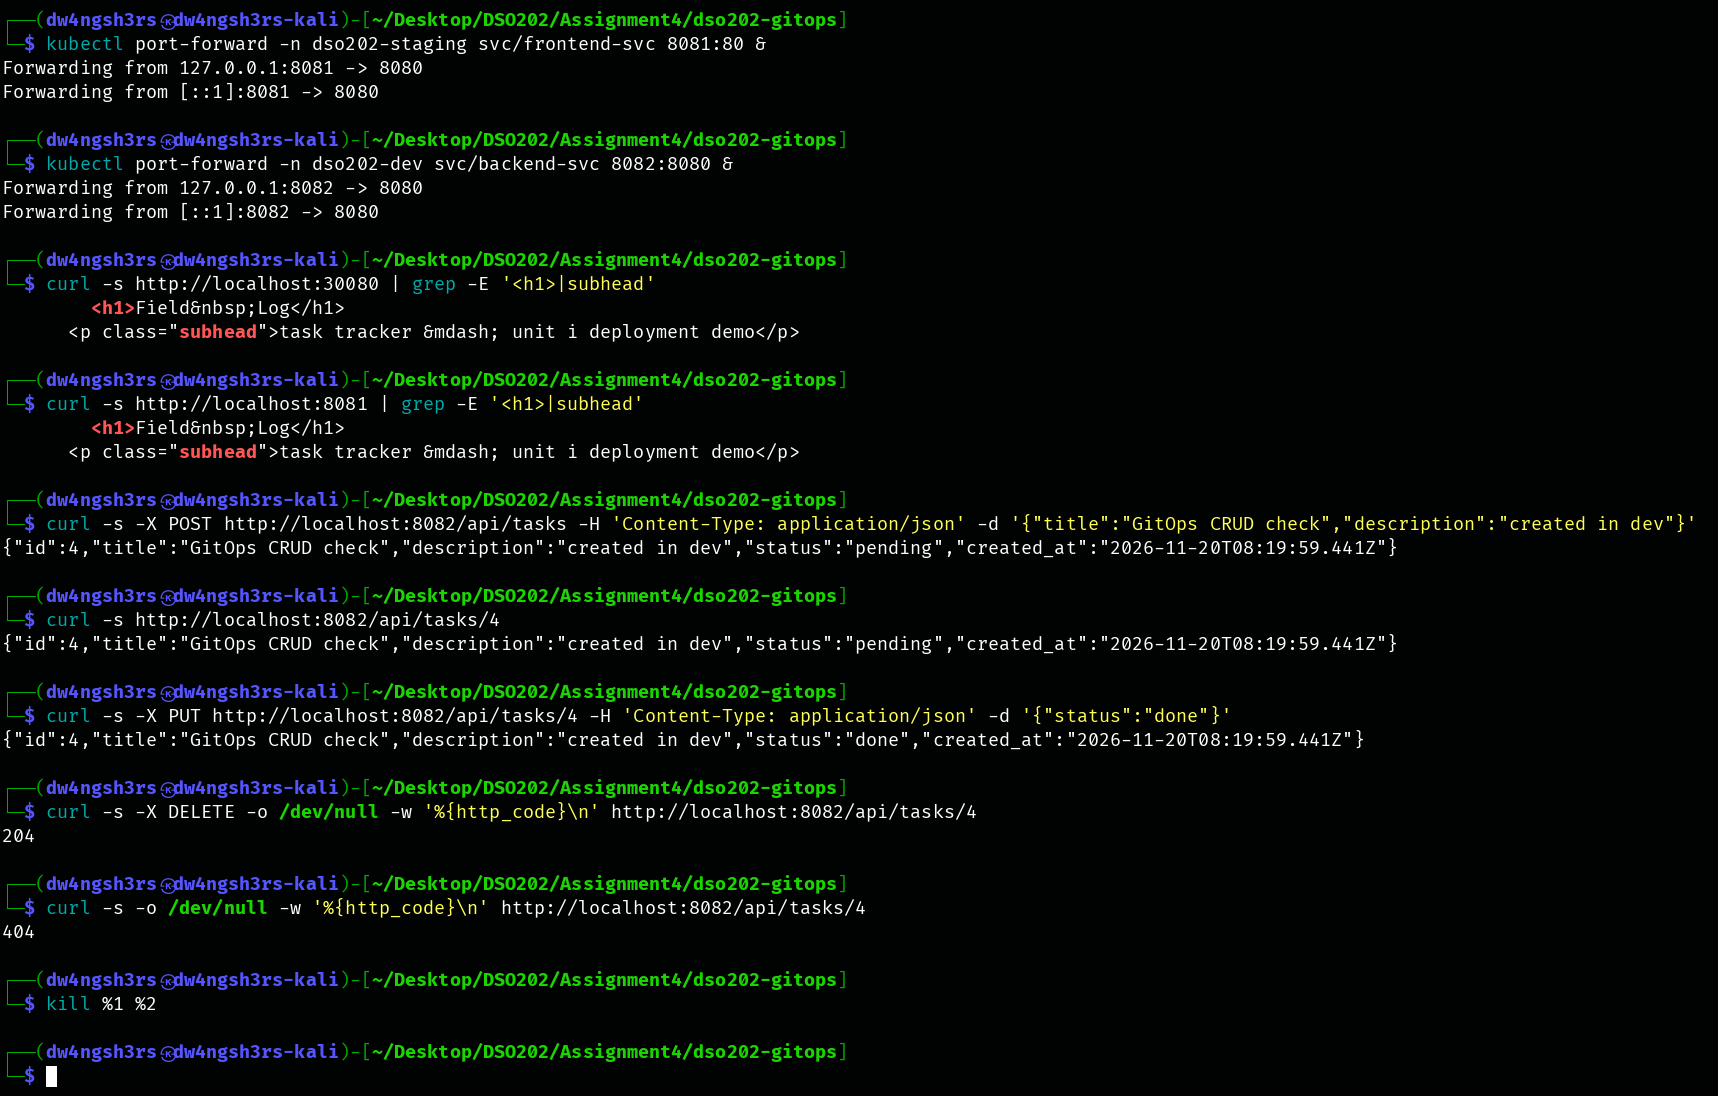 ┌──(dw4ngsh3rs㉿dw4ngsh3rs-kali)-[~/Desktop/DSO202/Assignment4/dso202-gitops]
└─$ kubectl port-forward -n dso202-staging svc/frontend-svc 8081:80 &
Forwarding from 127.0.0.1:8081 -> 8080
Forwarding from [::1]:8081 -> 8080
┌──(dw4ngsh3rs㉿dw4ngsh3rs-kali)-[~/Desktop/DSO202/Assignment4/dso202-gitops]
└─$ kubectl port-forward -n dso202-dev svc/backend-svc 8082:8080 &
Forwarding from 127.0.0.1:8082 -> 8080
Forwarding from [::1]:8082 -> 8080
┌──(dw4ngsh3rs㉿dw4ngsh3rs-kali)-[~/Desktop/DSO202/Assignment4/dso202-gitops]
└─$ curl -s http://localhost:30080 | grep -E '<h1>|subhead'
        <h1>Field&nbsp;Log</h1>
      <p class="subhead">task tracker &mdash; unit i deployment demo</p>
┌──(dw4ngsh3rs㉿dw4ngsh3rs-kali)-[~/Desktop/DSO202/Assignment4/dso202-gitops]
└─$ curl -s http://localhost:8081 | grep -E '<h1>|subhead'
        <h1>Field&nbsp;Log</h1>
      <p class="subhead">task tracker &mdash; unit i deployment demo</p>
┌──(dw4ngsh3rs㉿dw4ngsh3rs-kali)-[~/Desktop/DSO202/Assignment4/dso202-gitops]
└─$ curl -s -X POST http://localhost:8082/api/tasks -H 'Content-Type: application/json' -d '{"title":"GitOps CRUD check","description":"created in dev"}'
{"id":4,"title":"GitOps CRUD check","description":"created in dev","status":"pending","created_at":"2026-11-20T08:19:59.441Z"}
┌──(dw4ngsh3rs㉿dw4ngsh3rs-kali)-[~/Desktop/DSO202/Assignment4/dso202-gitops]
└─$ curl -s http://localhost:8082/api/tasks/4
{"id":4,"title":"GitOps CRUD check","description":"created in dev","status":"pending","created_at":"2026-11-20T08:19:59.441Z"}
┌──(dw4ngsh3rs㉿dw4ngsh3rs-kali)-[~/Desktop/DSO202/Assignment4/dso202-gitops]
└─$ curl -s -X PUT http://localhost:8082/api/tasks/4 -H 'Content-Type: application/json' -d '{"status":"done"}'
{"id":4,"title":"GitOps CRUD check","description":"created in dev","status":"done","created_at":"2026-11-20T08:19:59.441Z"}
┌──(dw4ngsh3rs㉿dw4ngsh3rs-kali)-[~/Desktop/DSO202/Assignment4/dso202-gitops]
└─$ curl -s -X DELETE -o /dev/null -w '%{http_code}\n' http://localhost:8082/api/tasks/4
204
┌──(dw4ngsh3rs㉿dw4ngsh3rs-kali)-[~/Desktop/DSO202/Assignment4/dso202-gitops]
└─$ curl -s -o /dev/null -w '%{http_code}\n' http://localhost:8082/api/tasks/4
404
┌──(dw4ngsh3rs㉿dw4ngsh3rs-kali)-[~/Desktop/DSO202/Assignment4/dso202-gitops]
└─$ kill %1 %2
┌──(dw4ngsh3rs㉿dw4ngsh3rs-kali)-[~/Desktop/DSO202/Assignment4/dso202-gitops]
└─$